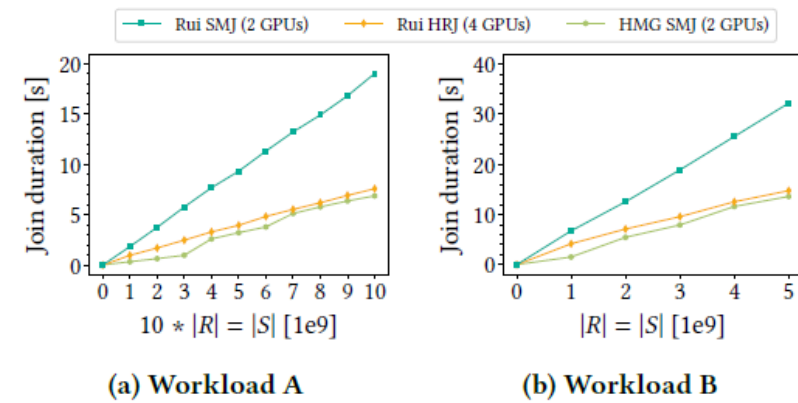 Rui SMJ (2 GPUs) Rui HRJ (4 GPUs) HMG SMJ (2 GPUs)
Join duration [s]
20
15
10
5
0
0 1 2 3 4 5 6 7 8 9 10
10 * |R| = |S| [1e9]
(a) Workload A
Join duration [s]
40
30
20
10
0
0 1 2 3 4 5
|R| = |S| [1e9]
(b) Workload B